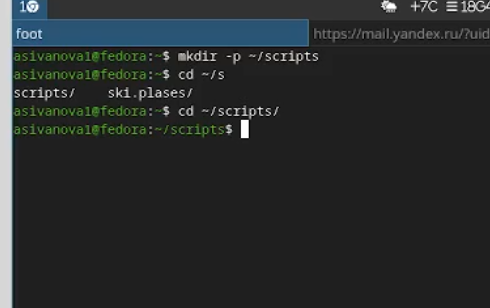 1
+7C
18G
foot
https://mail.yandex.ru/?uid
asivanova1@fedora:~$ mkdir -p ~/scripts
asivanova1@fedora:~$ cd ~/s
scripts/ ski.plases/
asivanova1@fedora:~$ cd ~/scripts/
asivanova1@fedora:~/scripts$